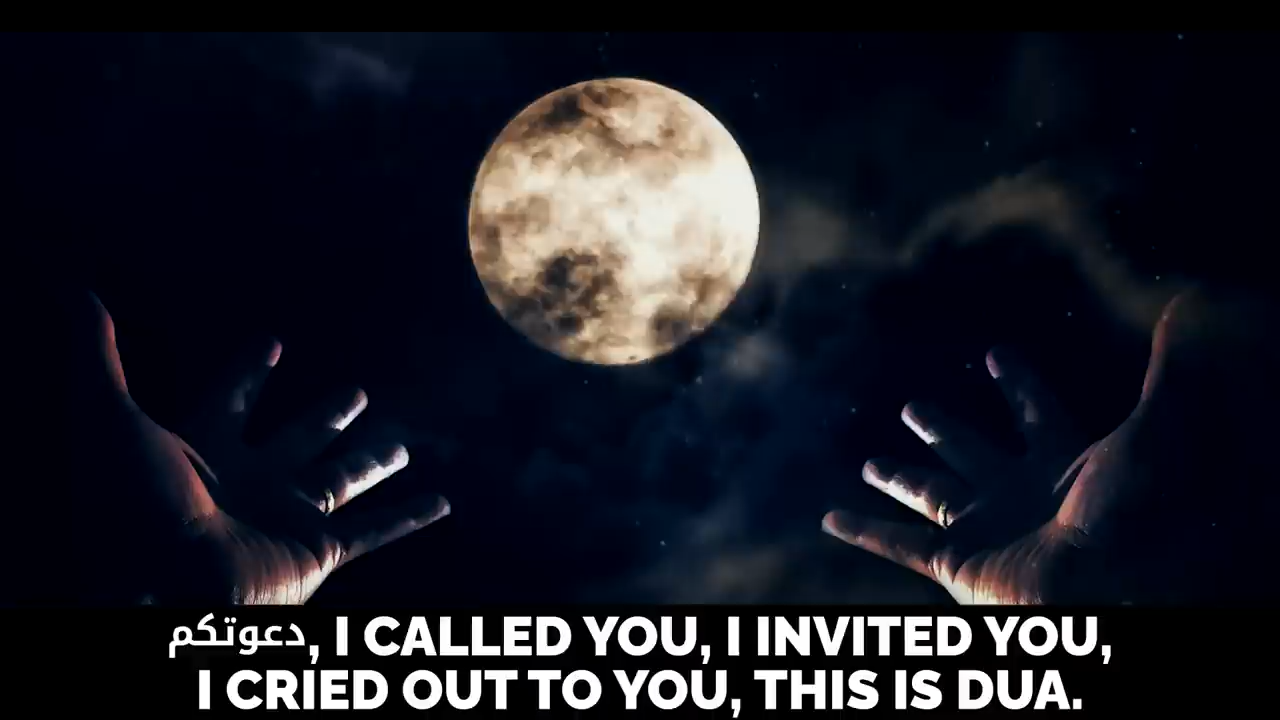 دعوتكم, I CALLED YOU, I INVITED YOU,
I CRIED OUT TO YOU, THIS IS DUA.